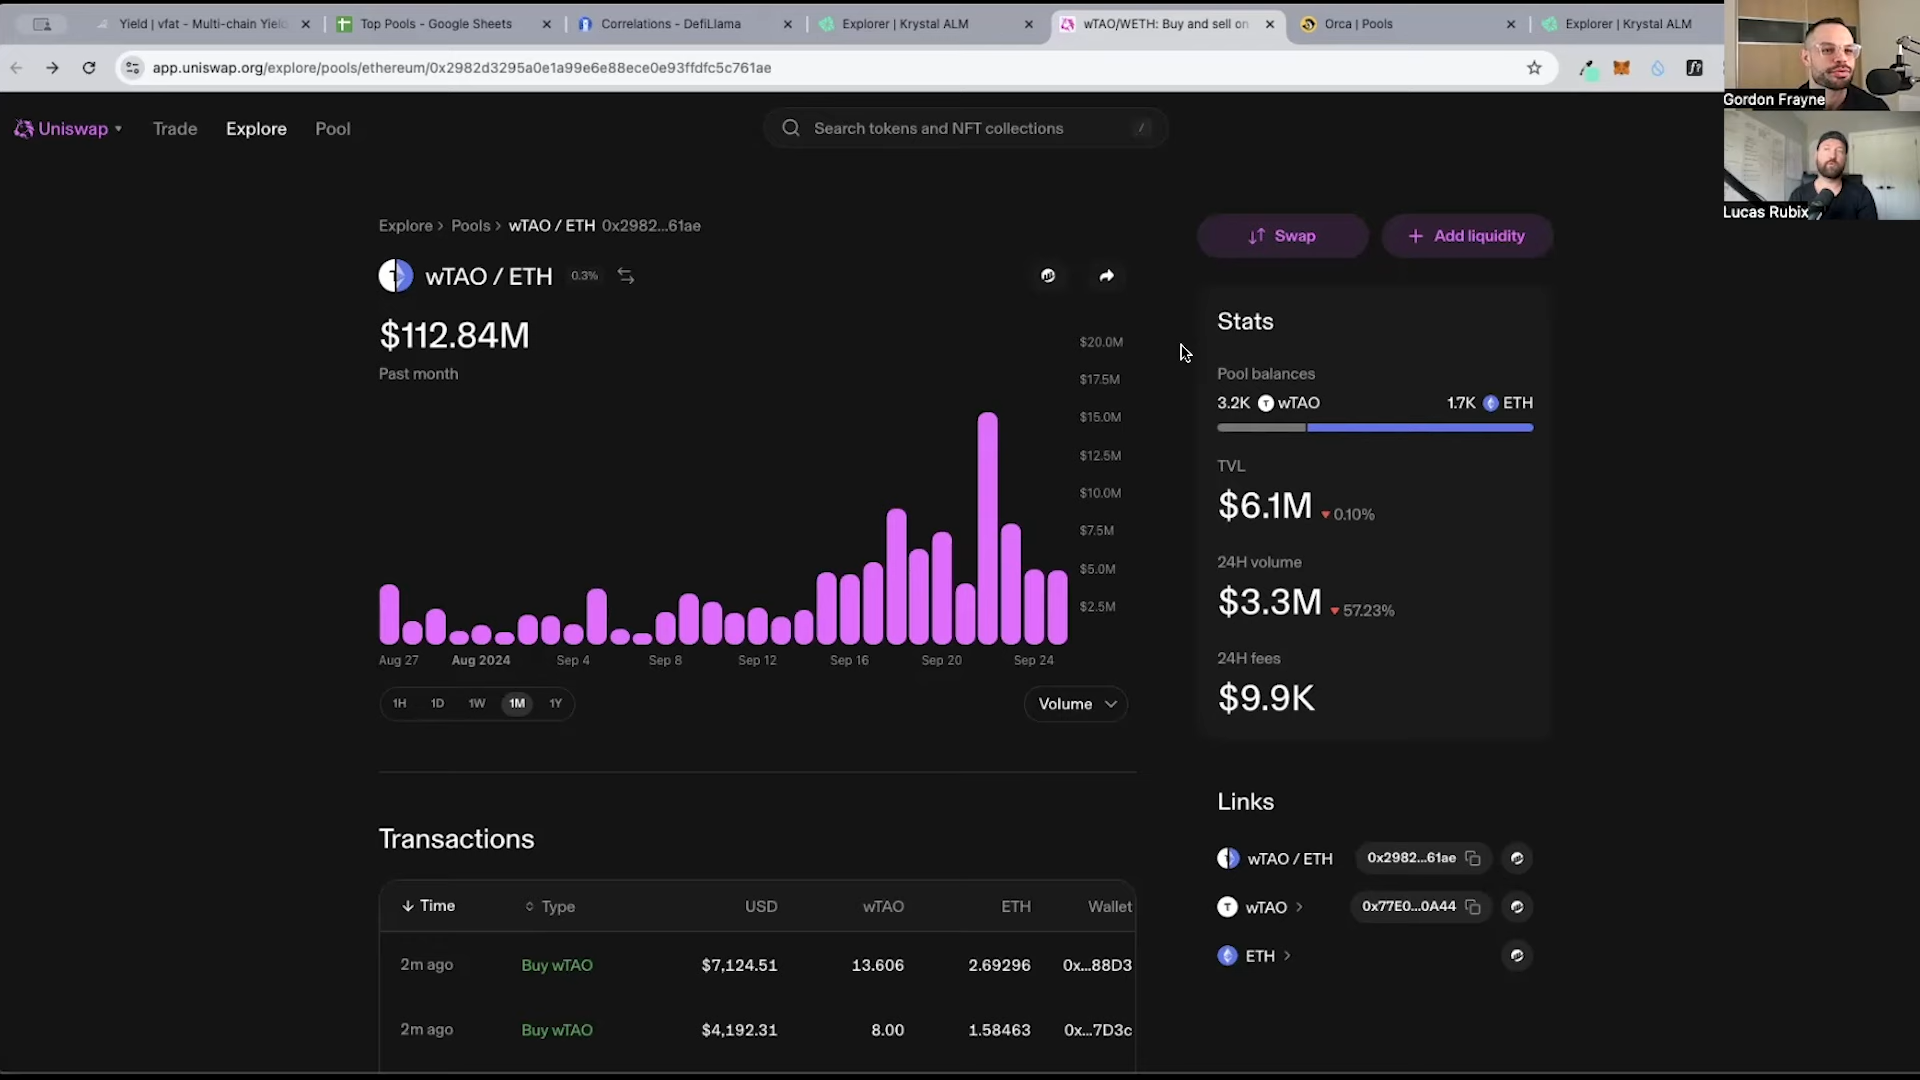 Yield | vfat - Multi-chain Yiel
Top Pools - Google Sheets
Correlations - DefiLlama
Explorer | Krystal ALM
wTAO/WETH: Buy and sell on
Orca | Pools
Explorer | Krystal ALM
app.uniswap.org/explore/pools/ethereum/0x2982d3295a0e1a99e6e88ece0e93ffdfc5c761ae
Gordon Frayne
Lucas Rubix
Uniswap
Trade
Explore
Pool
Search tokens and NFT collections
/
Explore > Pools > wTAO / ETH 0x2982...61ae
Swap
+ Add liquidity
wTAO / ETH 0.3%
$112.84M
Past month
$20.0M
$17.5M
$15.0M
$12.5M
$10.0M
$7.5M
$5.0M
$2.5M
Aug 27
Aug 2024
Sep 4
Sep 8
Sep 12
Sep 16
Sep 20
Sep 24
1H
1D
1W
1M
1Y
Volume
Stats
Pool balances
3.2K wTAO
1.7K ETH
TVL
$6.1M 0.10%
24H volume
$3.3M 57.23%
24H fees
$9.9K
Links
wTAO / ETH 0x2982...61ae
wTAO > 0x77E0...0A44
ETH >
Transactions
Time Type USD wTAO ETH Wallet
2m ago Buy wTAO $7,124.51 13.606 2.69296 0x...88D3
2m ago Buy wTAO $4,192.31 8.00 1.58463 0x...7D3c